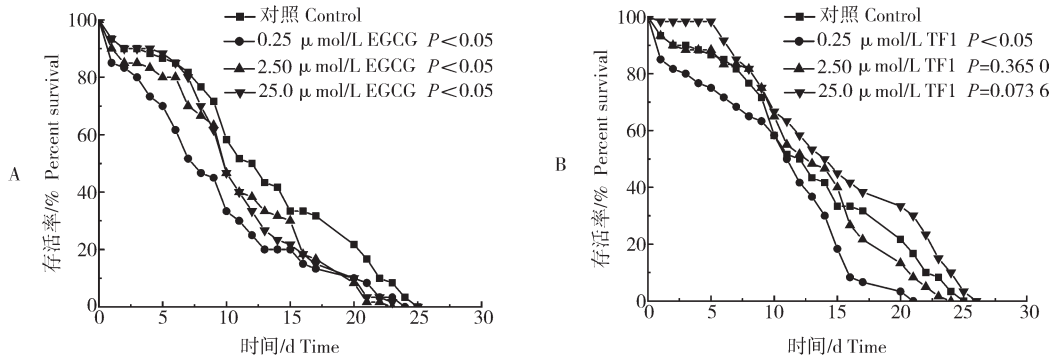 A
存活率/% Percent survival
100
80
60
40
20
0
0 5 10 15 20 25 30
时间/d Time
对照 Control
0.25 μ mol/L EGCG P<0.05
2.50 μ mol/L EGCG P<0.05
25.0 μ mol/L EGCG P<0.05
B
存活率/% Percent survival
100
80
60
40
20
0
0 5 10 15 20 25 30
时间/d Time
对照 Control
0.25 μ mol/L TF1 P<0.05
2.50 μ mol/L TF1 P=0.365 0
25.0 μ mol/L TF1 P=0.073 6